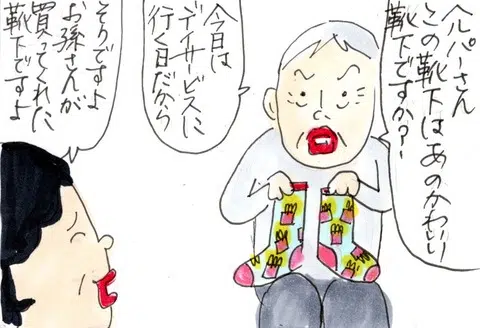 ヘルパーさん
この靴下はあのかわいい
靴下ですか?
今日は
デイサービスに
行く日だから
そうですよ
お孫さんが
買ってくれた
靴下ですよ